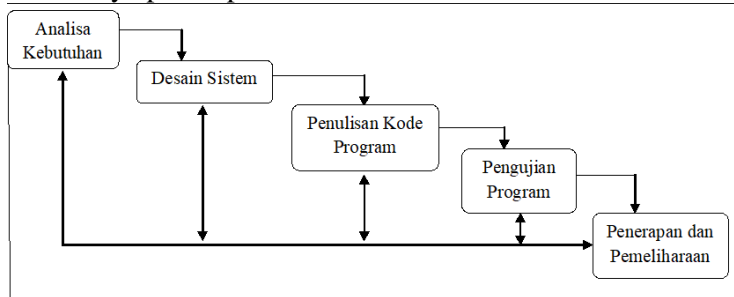 Analisa
Kebutuhan
Desain Sistem
Penulisan Kode
Program
Pengujian
Program
Penerapan dan
Pemeliharaan